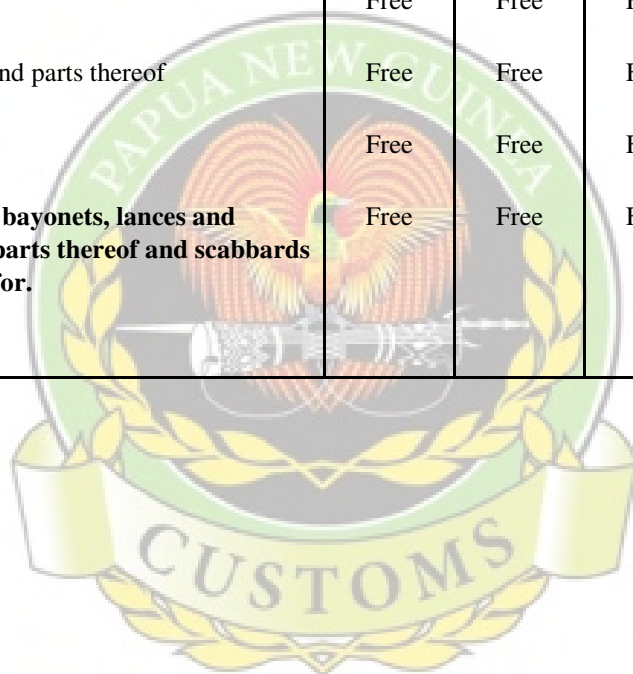 Free Free F
nd parts thereof Free Free F
Free Free F
bayonets, lances and Free Free F
parts thereof and scabbards
for.
PAPUA NEW GUINEA
CUSTOMS